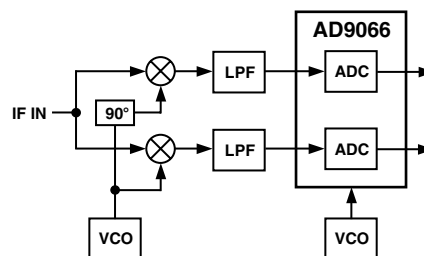 AD9066
LPF
ADC
IF IN
90°
LPF
ADC
VCO
VCO